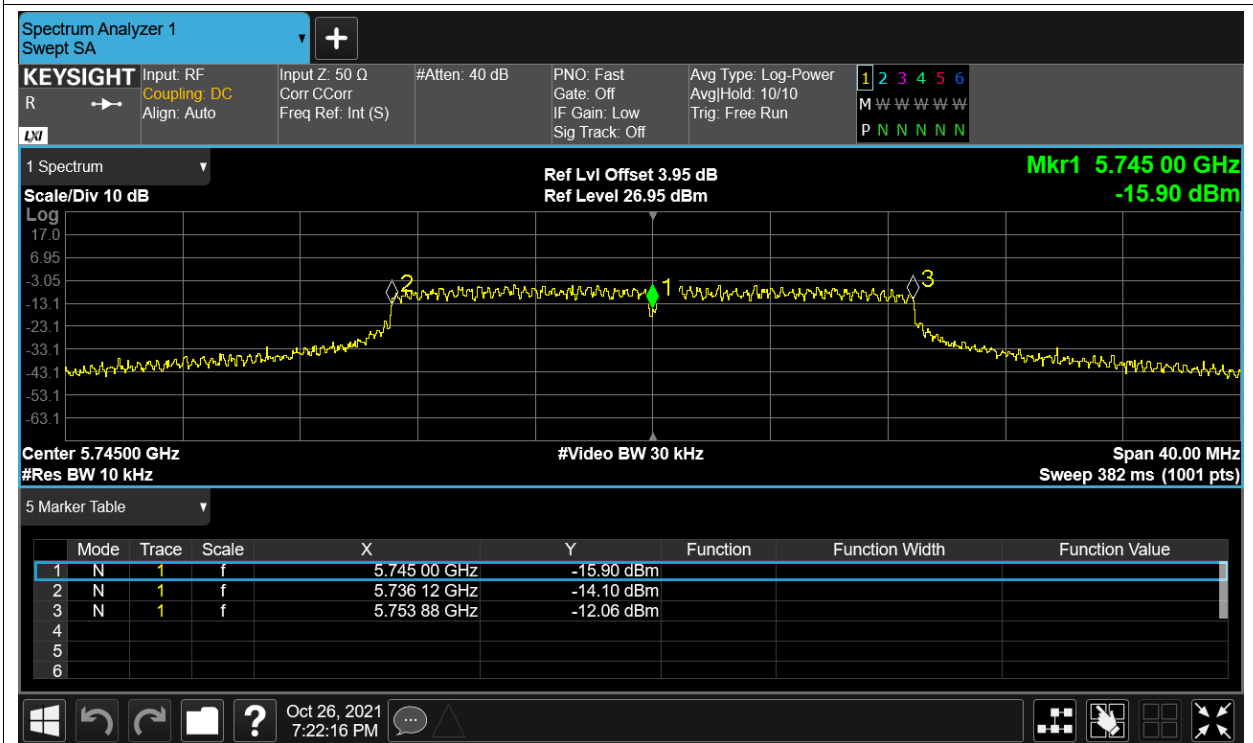 Spectrum Analyzer 1
Swept SA
+
KEYSIGHT Input: RF Input Z: 50 Ω #Atten: 40 dB PNO: Fast Avg Type: Log-Power 1 2 3 4 5 6
R Coupling: DC Corr CCorr Gate: Off Avg|Hold: 10/10 M W W W W W
Align: Auto Freq Ref: Int (S) IF Gain: Low Trig: Free Run
LXI Sig Track: Off P N N N N N
1 Spectrum Ref Lvl Offset 3.95 dB Mkr1 5.745 00 GHz
Scale/Div 10 dB Ref Level 26.95 dBm -15.90 dBm
Log
17.0
6.95
-3.05
-13.1
-23.1
-33.1
-43.1
-53.1
-63.1
2 1 3
Center 5.74500 GHz #Video BW 30 kHz Span 40.00 MHz
#Res BW 10 kHz Sweep 382 ms (1001 pts)
5 Marker Table
Mode Trace Scale X Y Function Function Width Function Value
1 N 1 f 5.745 00 GHz -15.90 dBm
2 N 1 f 5.736 12 GHz -14.10 dBm
3 N 1 f 5.753 88 GHz -12.06 dBm
4
5
6
? Oct 26, 2021
7:22:16 PM